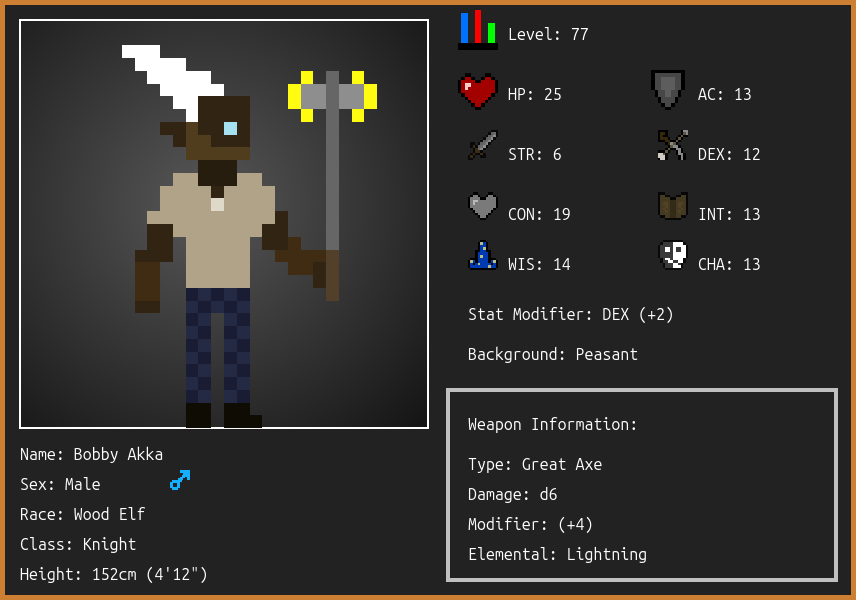 Level: 77
HP: 25
AC: 13
STR: 6
DEX: 12
CON: 19
INT: 13
WIS: 14
CHA: 13
Stat Modifier: DEX (+2)
Background: Peasant
Weapon Information:
Type: Great Axe
Damage: d6
Modifier: (+4)
Elemental: Lightning
Name: Bobby Akka
Sex: Male
Race: Wood Elf
Class: Knight
Height: 152cm (4'12")